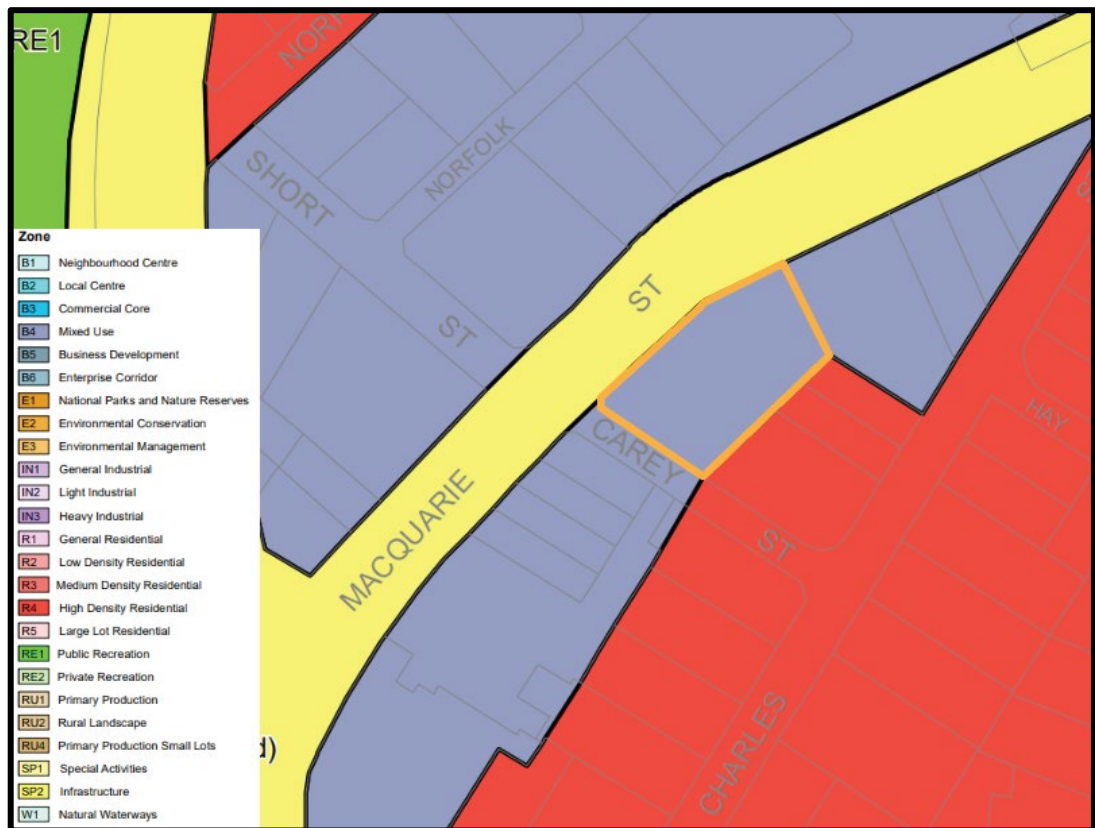 RE1
NORF
SHORT
NORFOLK
ST
ST
CAREY
HAY
S
MACQUARIE
ST
CHARLES
d)
Zone
B1 Neighbourhood Centre
B2 Local Centre
B3 Commercial Core
B4 Mixed Use
B5 Business Development
B6 Enterprise Corridor
E1 National Parks and Nature Reserves
E2 Environmental Conservation
E3 Environmental Management
IN1 General Industrial
IN2 Light Industrial
IN3 Heavy Industrial
R1 General Residential
R2 Low Density Residential
R3 Medium Density Residential
R4 High Density Residential
R5 Large Lot Residential
RE1 Public Recreation
RE2 Private Recreation
RU1 Primary Production
RU2 Rural Landscape
RU4 Primary Production Small Lots
SP1 Special Activities
SP2 Infrastructure
W1 Natural Waterways